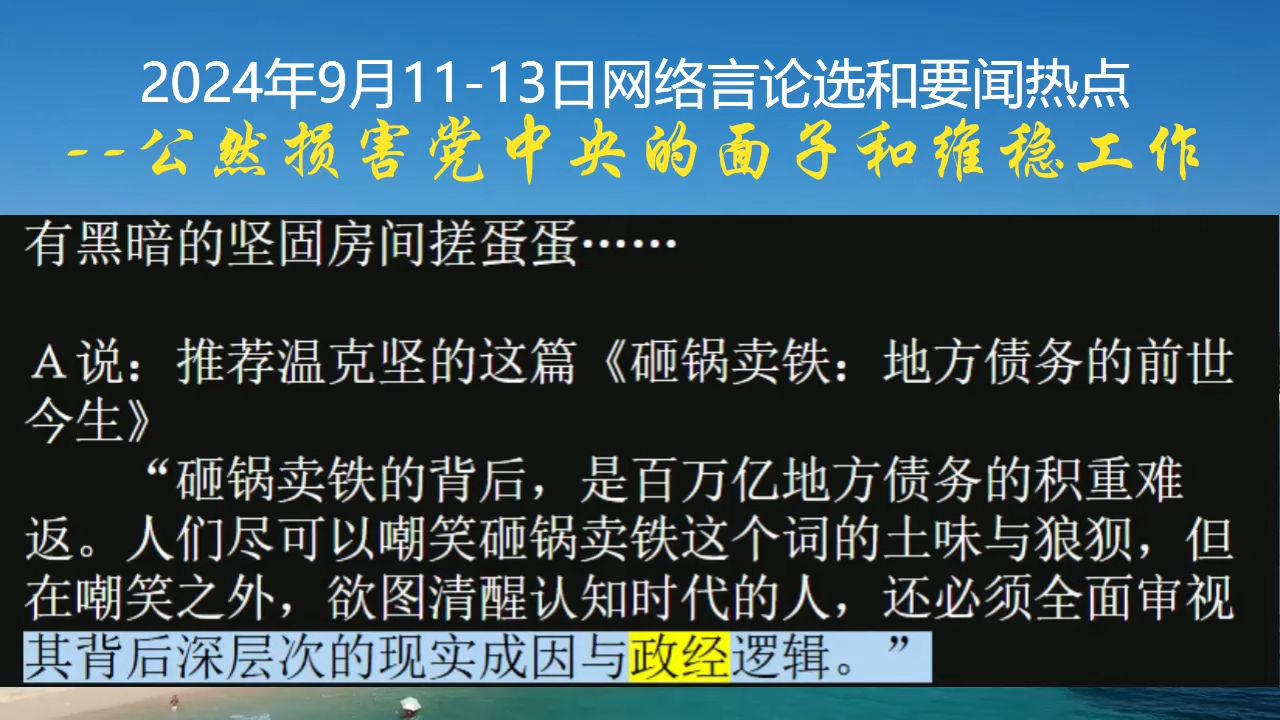 2024年9月11-13日网络言论选和要闻热点
--公然损害党中央的面子和维稳工作
有黑暗的坚固房间搓蛋蛋……
A说：推荐温克坚的这篇《砸锅卖铁：地方债务的前世
今生》
“砸锅卖铁的背后，是百万亿地方债务的积重难
返。人们尽可以嘲笑砸锅卖铁这个词的土味与狼狈，但
在嘲笑之外，欲图清醒认知时代的人，还必须全面审视
其背后深层次的现实成因与政经逻辑。”